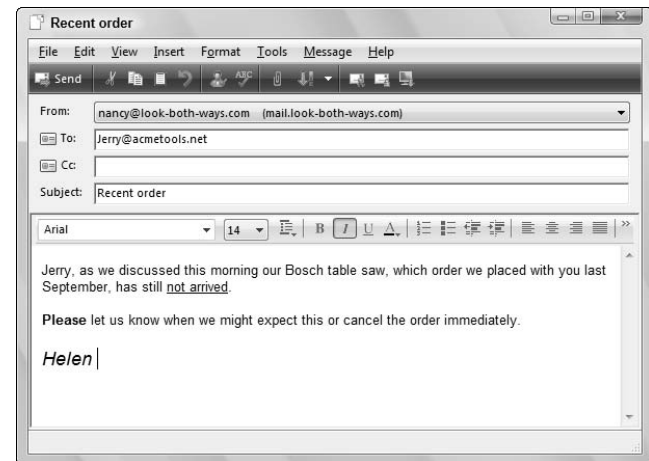 Recent order
File Edit View Insert Format Tools Message Help
Send
From: nancy@look-both-ways.com (mail.look-both-ways.com)
To: Jerry@acmetools.net
Cc:
Subject: Recent order
Arial 14 B I U A »
Jerry, as we discussed this morning our Bosch table saw, which order we placed with you last
September, has still not arrived.
Please let us know when we might expect this or cancel the order immediately.
Helen